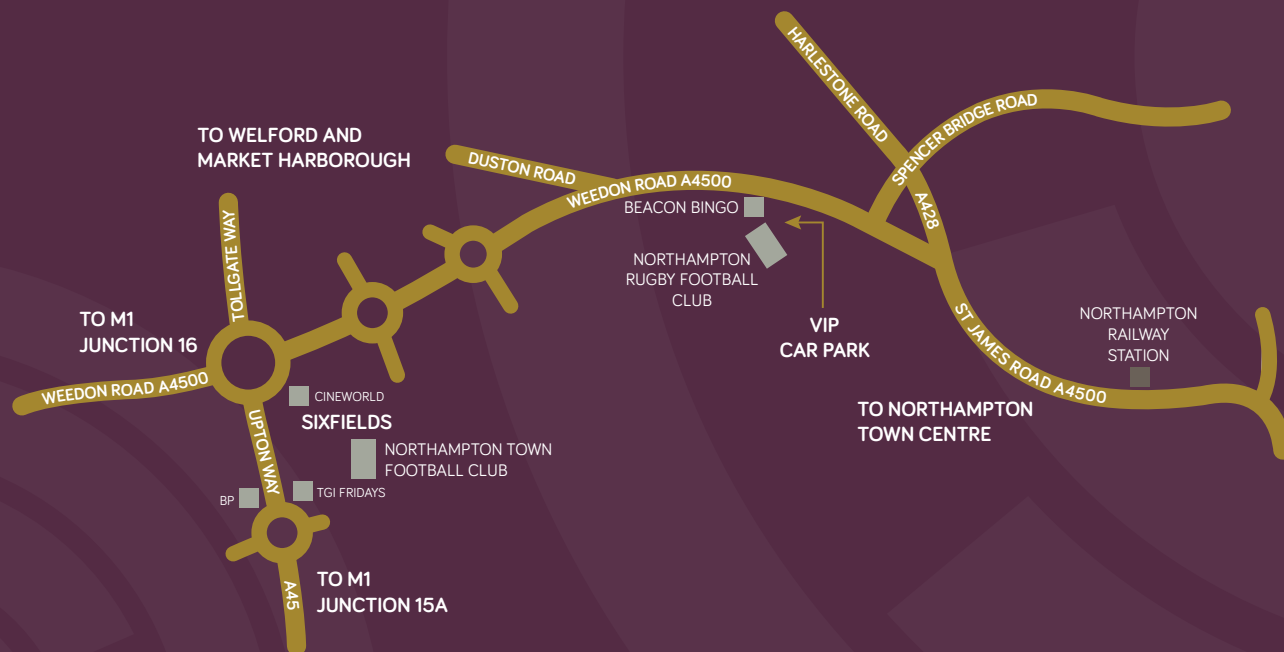 HARLESTONE ROAD
SPENCER BRIDGE ROAD
A428
TO WELFORD AND
MARKET HARBOROUGH
DUSTON ROAD
WEEDON ROAD A4500
BEACON BINGO
NORTHAMPTON
RUGBY FOOTBALL
CLUB
VIP
CAR PARK
TOLLGATE WAY
TO M1
JUNCTION 16
WEEDON ROAD A4500
CINEWORLD
SIXFIELDS
UPTON WAY
NORTHAMPTON TOWN
FOOTBALL CLUB
BP
TGI FRIDAYS
A45
TO M1
JUNCTION 15A
ST JAMES ROAD A4500
NORTHAMPTON
RAILWAY
STATION
TO NORTHAMPTON
TOWN CENTRE